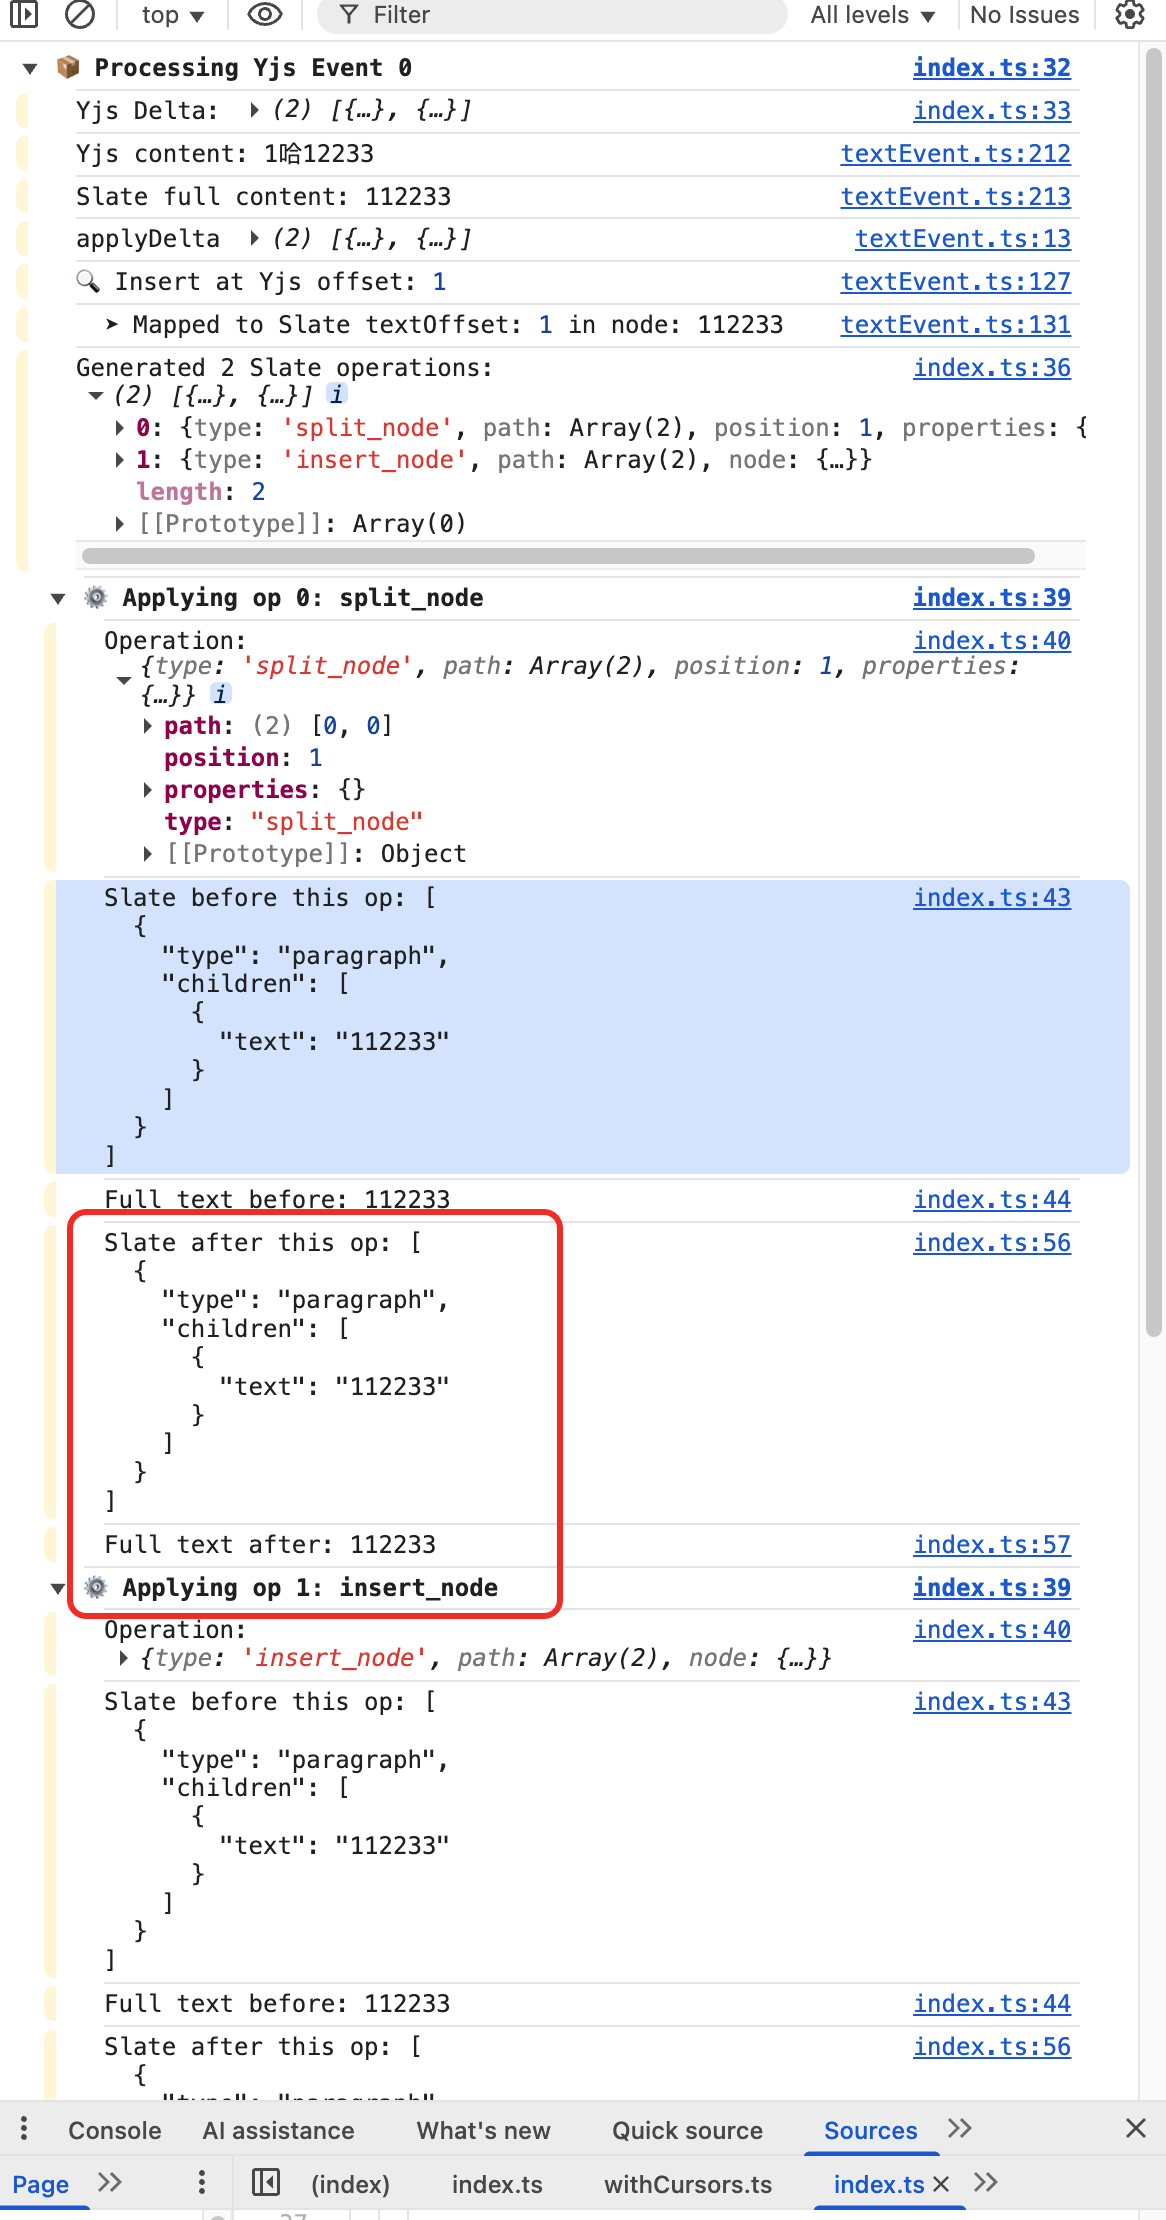 top ▼ Filter All levels ▼ No Issues
▼ 📦 Processing Yjs Event 0 index.ts:32
Yjs Delta: ▶ (2) [{…}, {…}] index.ts:33
Yjs content: 1哈12233 textEvent.ts:212
Slate full content: 112233 textEvent.ts:213
applyDelta ▶ (2) [{…}, {…}] textEvent.ts:13
🔍 Insert at Yjs offset: 1 textEvent.ts:127
➤ Mapped to Slate textOffset: 1 in node: 112233 textEvent.ts:131
Generated 2 Slate operations: index.ts:36
▼ (2) [{…}, {…}] i
▶ 0: {type: 'split_node', path: Array(2), position: 1, properties: {
▶ 1: {type: 'insert_node', path: Array(2), node: {…}}
length: 2
▶ [[Prototype]]: Array(0)
▼ ⚙️ Applying op 0: split_node index.ts:39
Operation: index.ts:40
{type: 'split_node', path: Array(2), position: 1, properties:
▼ {…}} i
▶ path: (2) [0, 0]
position: 1
▶ properties: {}
type: "split_node"
▶ [[Prototype]]: Object
Slate before this op: [ index.ts:43
{
"type": "paragraph",
"children": [
{
"text": "112233"
}
]
}
]
Full text before: 112233 index.ts:44
Slate after this op: [ index.ts:56
{
"type": "paragraph",
"children": [
{
"text": "112233"
}
]
}
]
Full text after: 112233 index.ts:57
▼ ⚙️ Applying op 1: insert_node index.ts:39
Operation: index.ts:40
▶ {type: 'insert_node', path: Array(2), node: {…}}
Slate before this op: [ index.ts:43
{
"type": "paragraph",
"children": [
{
"text": "112233"
}
]
}
]
Full text before: 112233 index.ts:44
Slate after this op: [ index.ts:56
{
Console AI assistance What's new Quick source Sources
Page (index) index.ts withCursors.ts index.ts